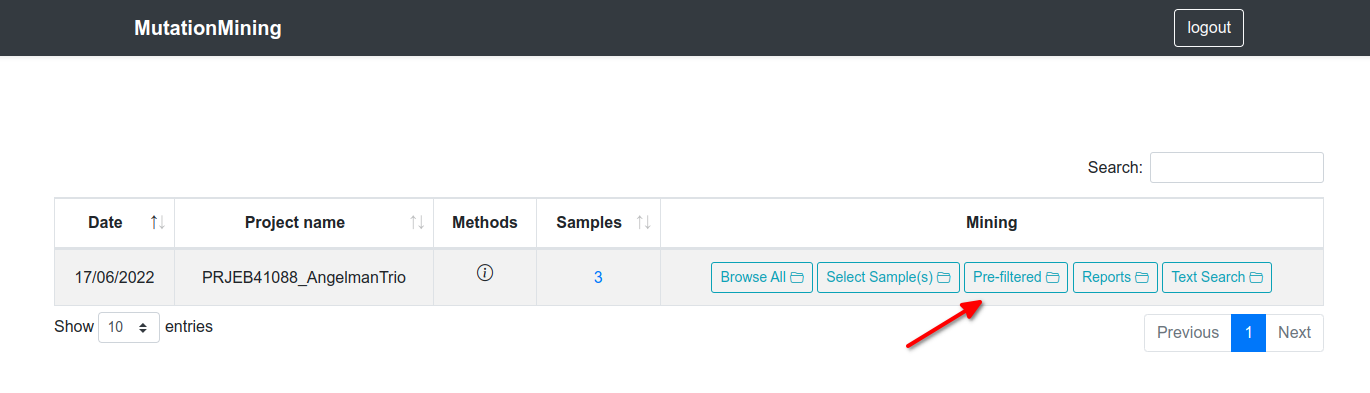 MutationMining logout
Search:
Date Project name Methods Samples Mining
17/06/2022 PRJEB41088_AngelmanTrio 3 Browse All Select Sample(s) Pre-filtered Reports Text Search
Show 10 entries Previous 1 Next